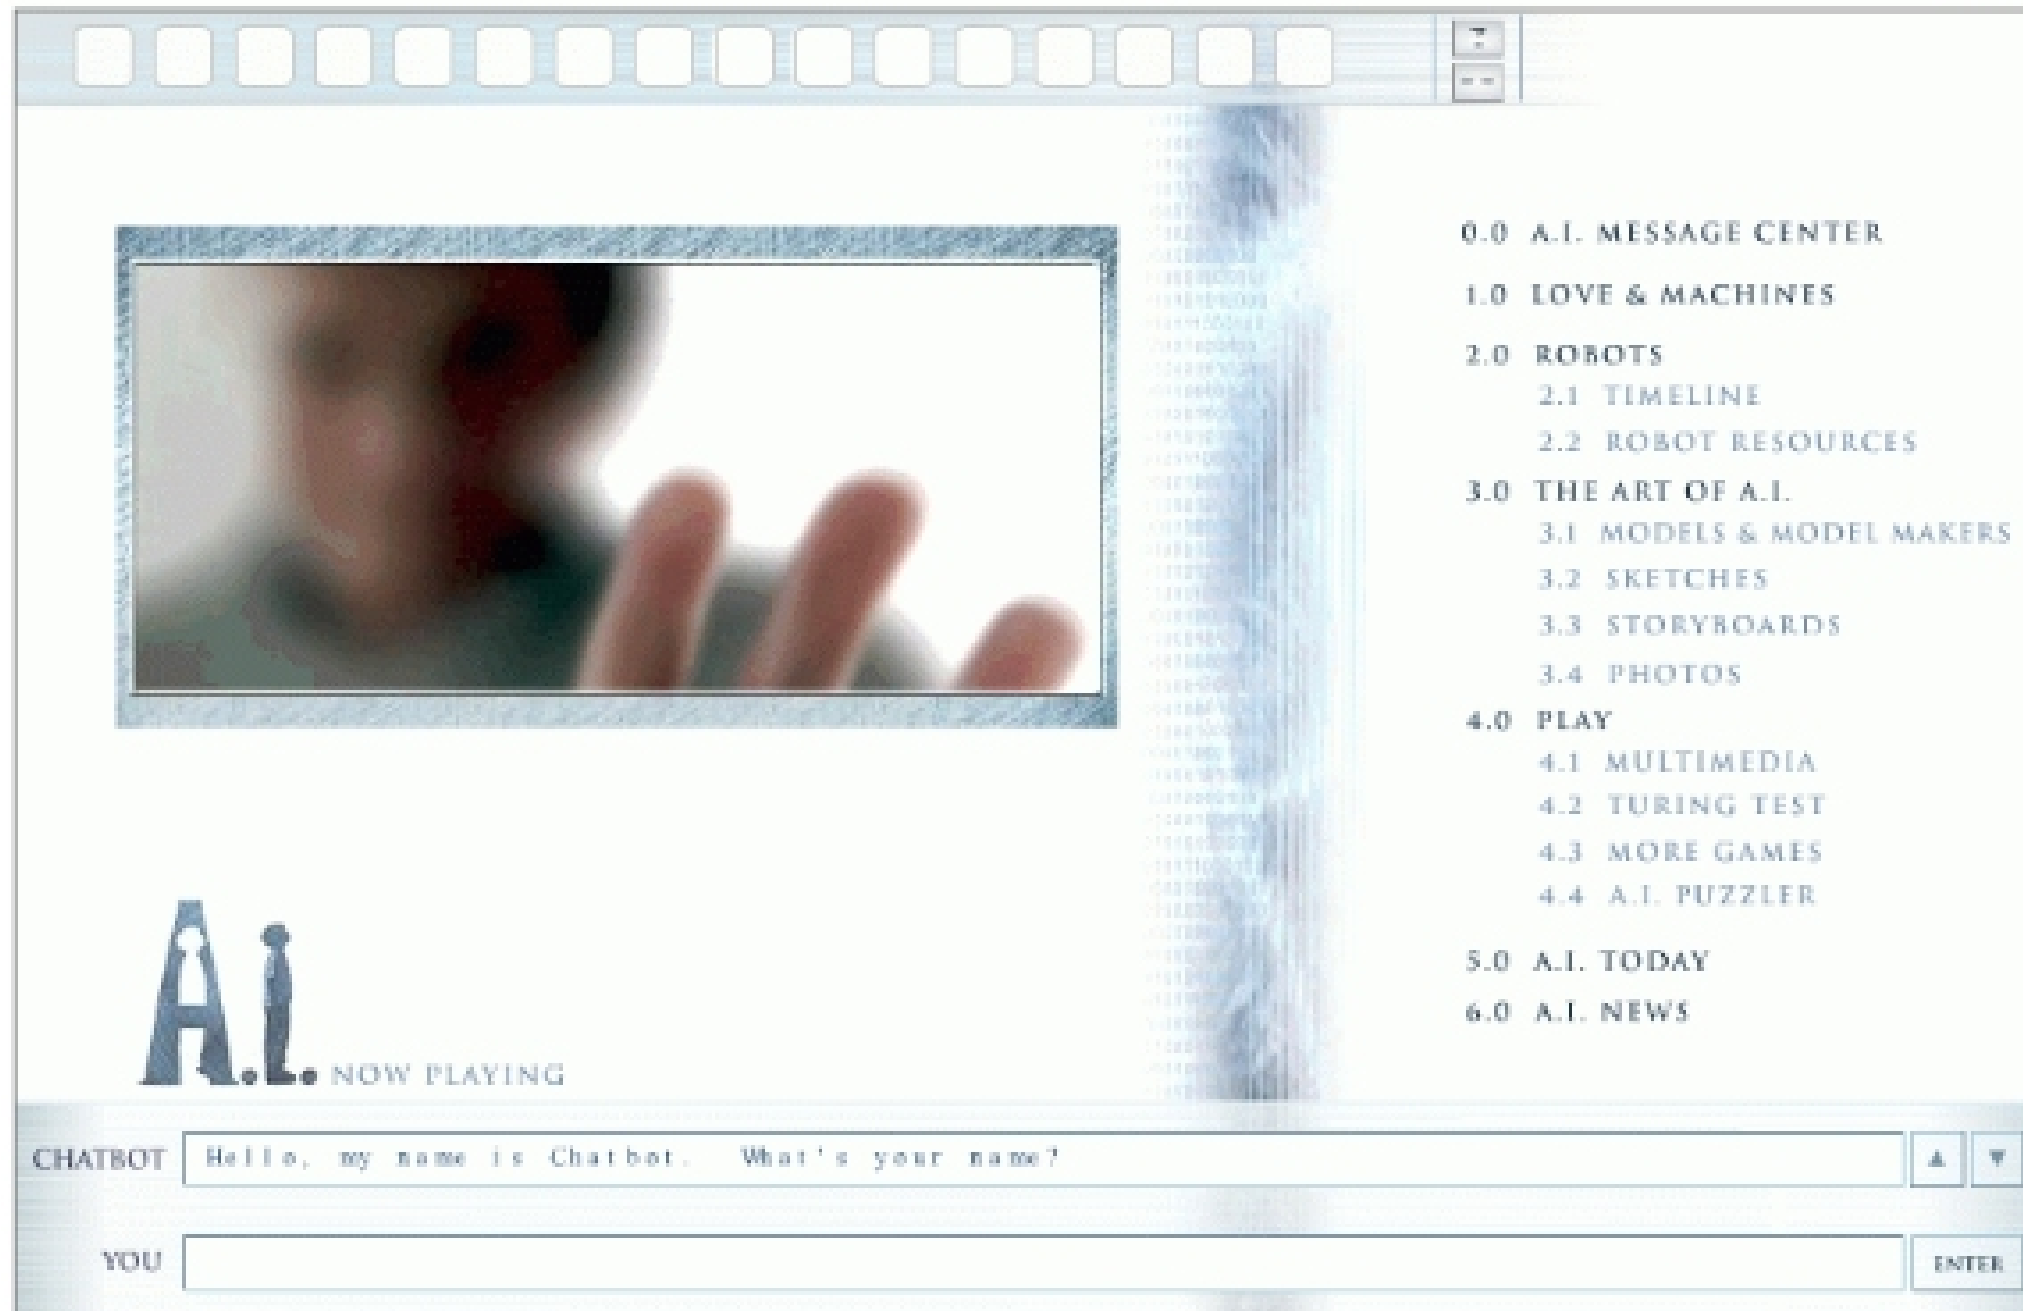 0.0 A.I. MESSAGE CENTER
1.0 LOVE & MACHINES
2.0 ROBOTS
2.1 TIMELINE
2.2 ROBOT RESOURCES
3.0 THE ART OF A.I.
3.1 MODELS & MODEL MAKERS
3.2 SKETCHES
3.3 STORYBOARDS
3.4 PHOTOS
4.0 PLAY
4.1 MULTIMEDIA
4.2 TURING TEST
4.3 MORE GAMES
4.4 A.I. PUZZLER
5.0 A.I. TODAY
6.0 A.I. NEWS
A.i. NOW PLAYING
CHATBOT Hello, my name is Chatbot. What's your name?
YOU
ENTER